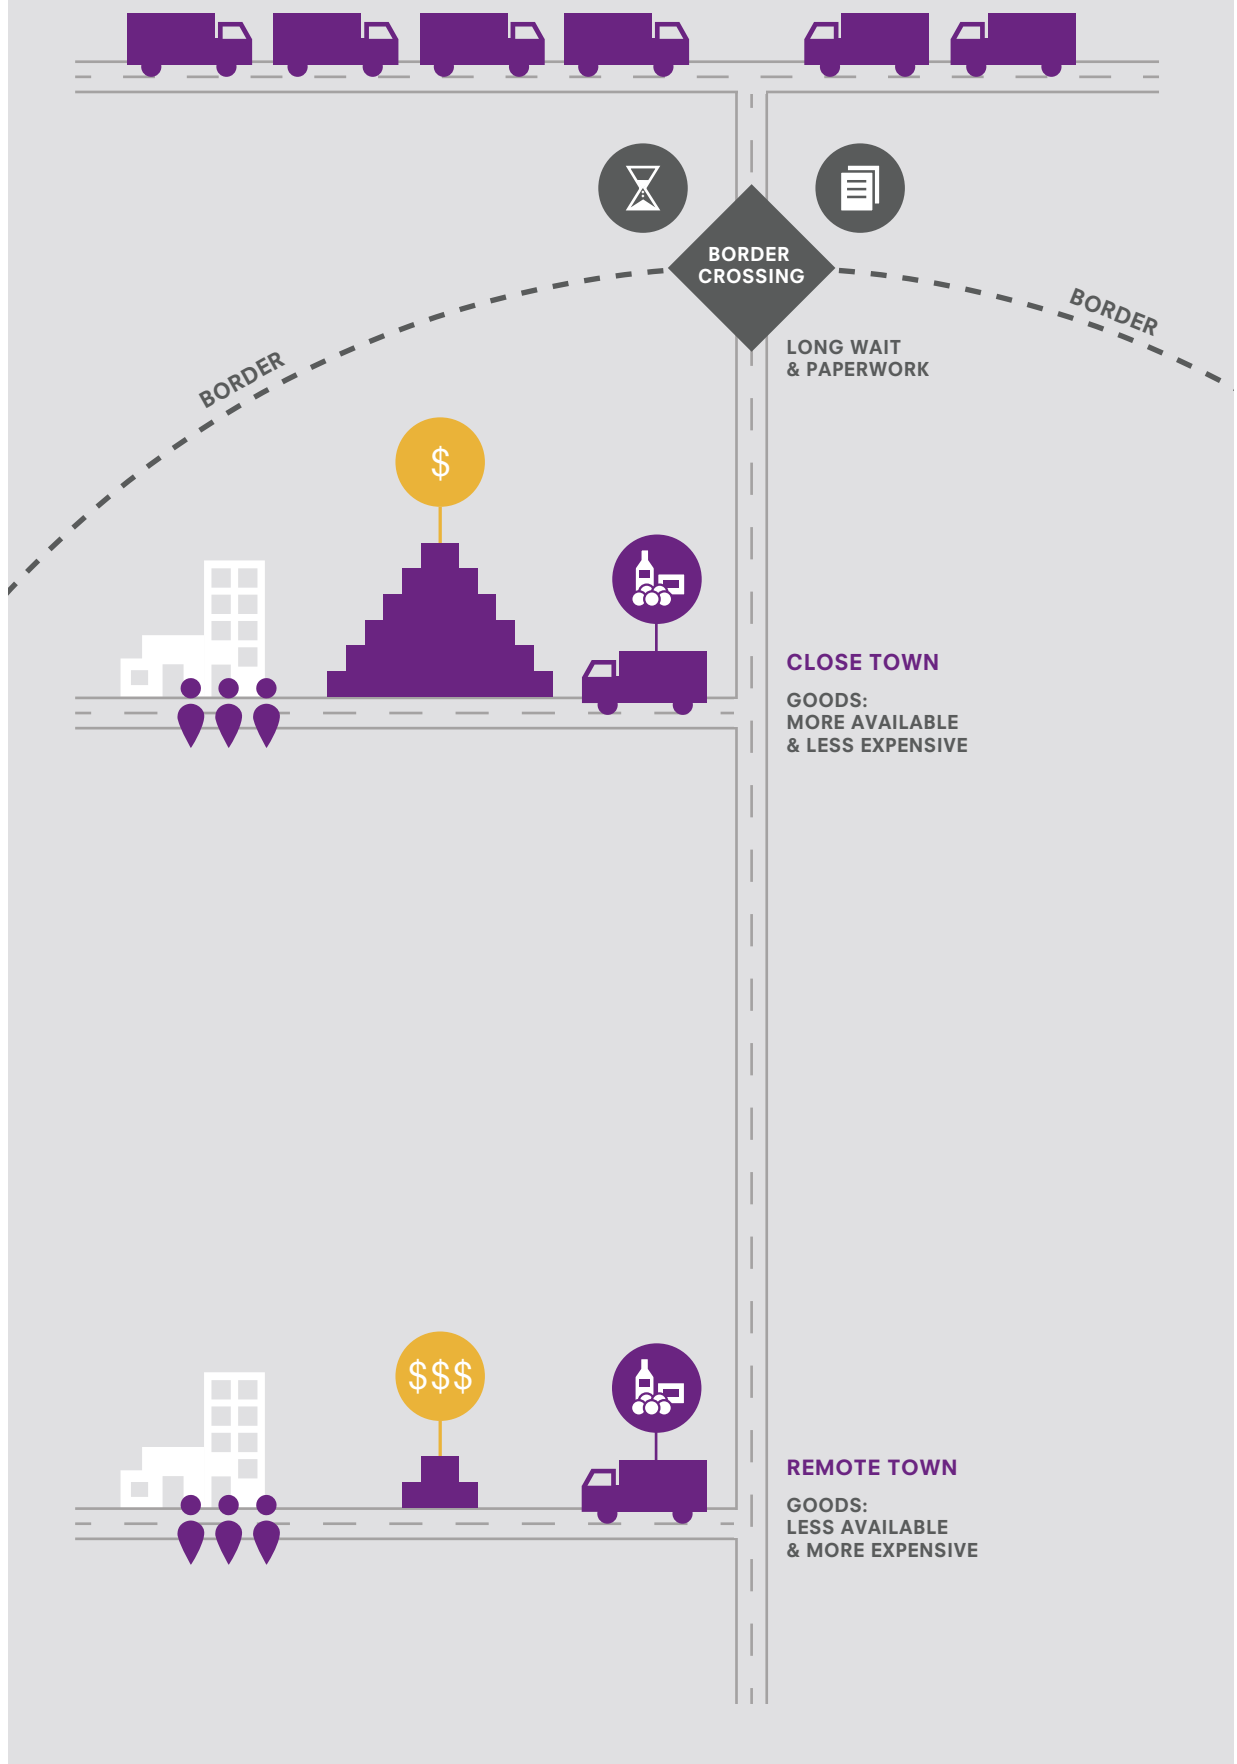 BORDER
CROSSING
BORDER
BORDER
LONG WAIT
& PAPERWORK
$
CLOSE TOWN
GOODS:
MORE AVAILABLE
& LESS EXPENSIVE
$$$
REMOTE TOWN
GOODS:
LESS AVAILABLE
& MORE EXPENSIVE